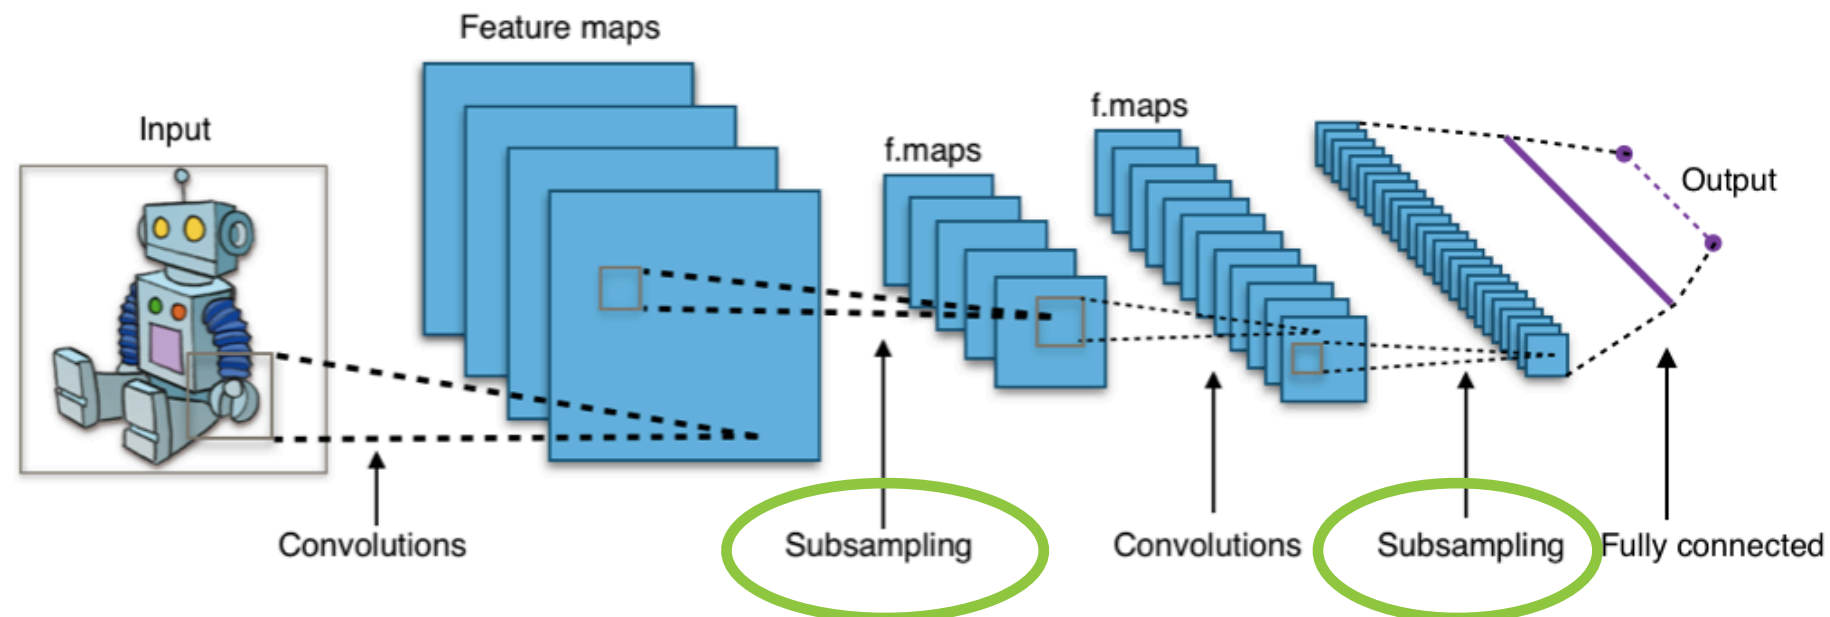 Feature maps
Input
f.maps
f.maps
Output
Convolutions
Subsampling
Convolutions
Subsampling
Fully connected